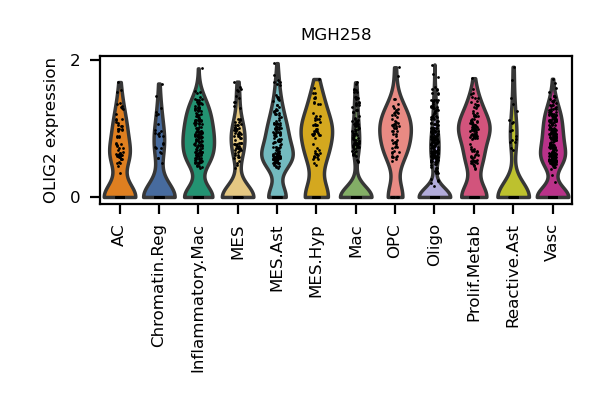 MGH258
OLIG2 expression
2
0
AC
Chromatin.Reg
Inflammatory.Mac
MES
MES.Ast
MES.Hyp
Mac
OPC
Oligo
Prolif.Metab
Reactive.Ast
Vasc